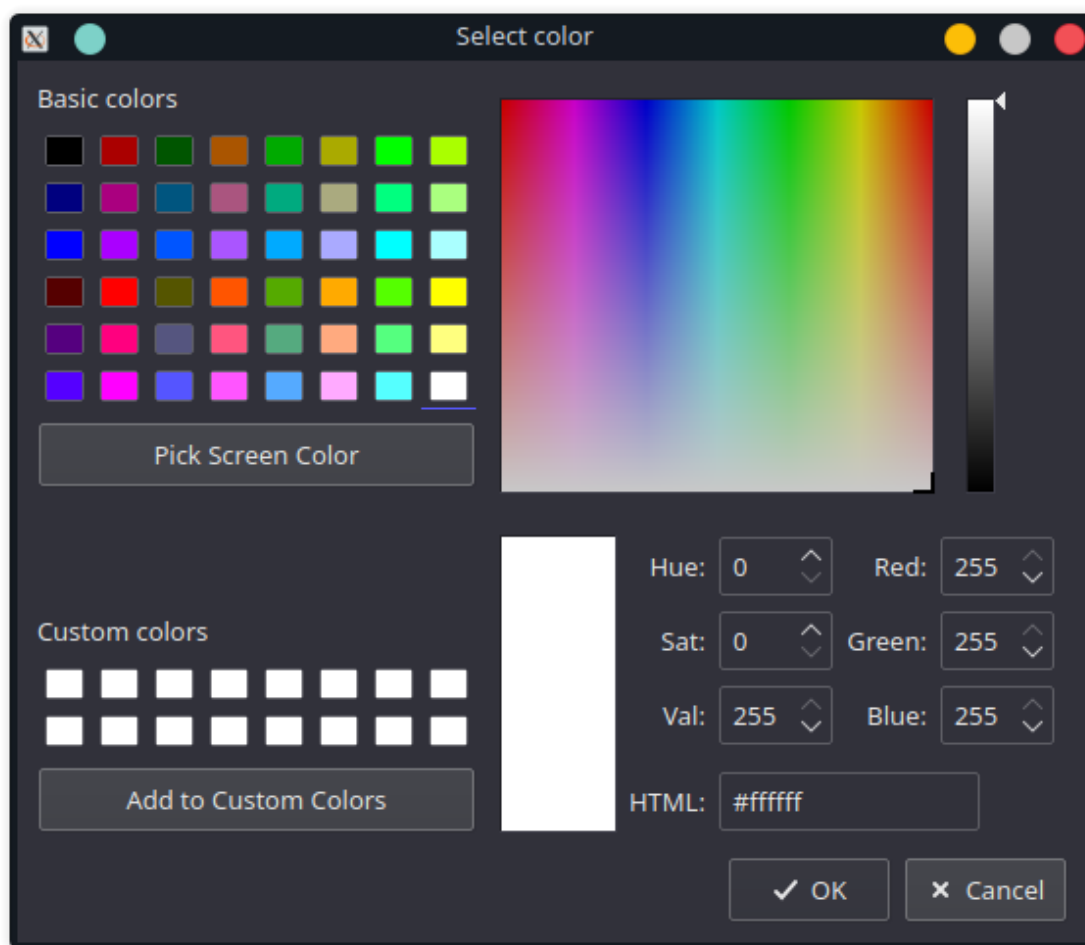 Select color
Basic colors
Pick Screen Color
Custom colors
Add to Custom Colors
Hue: 0 Red: 255
Sat: 0 Green: 255
Val: 255 Blue: 255
HTML: #ffffff
OK Cancel